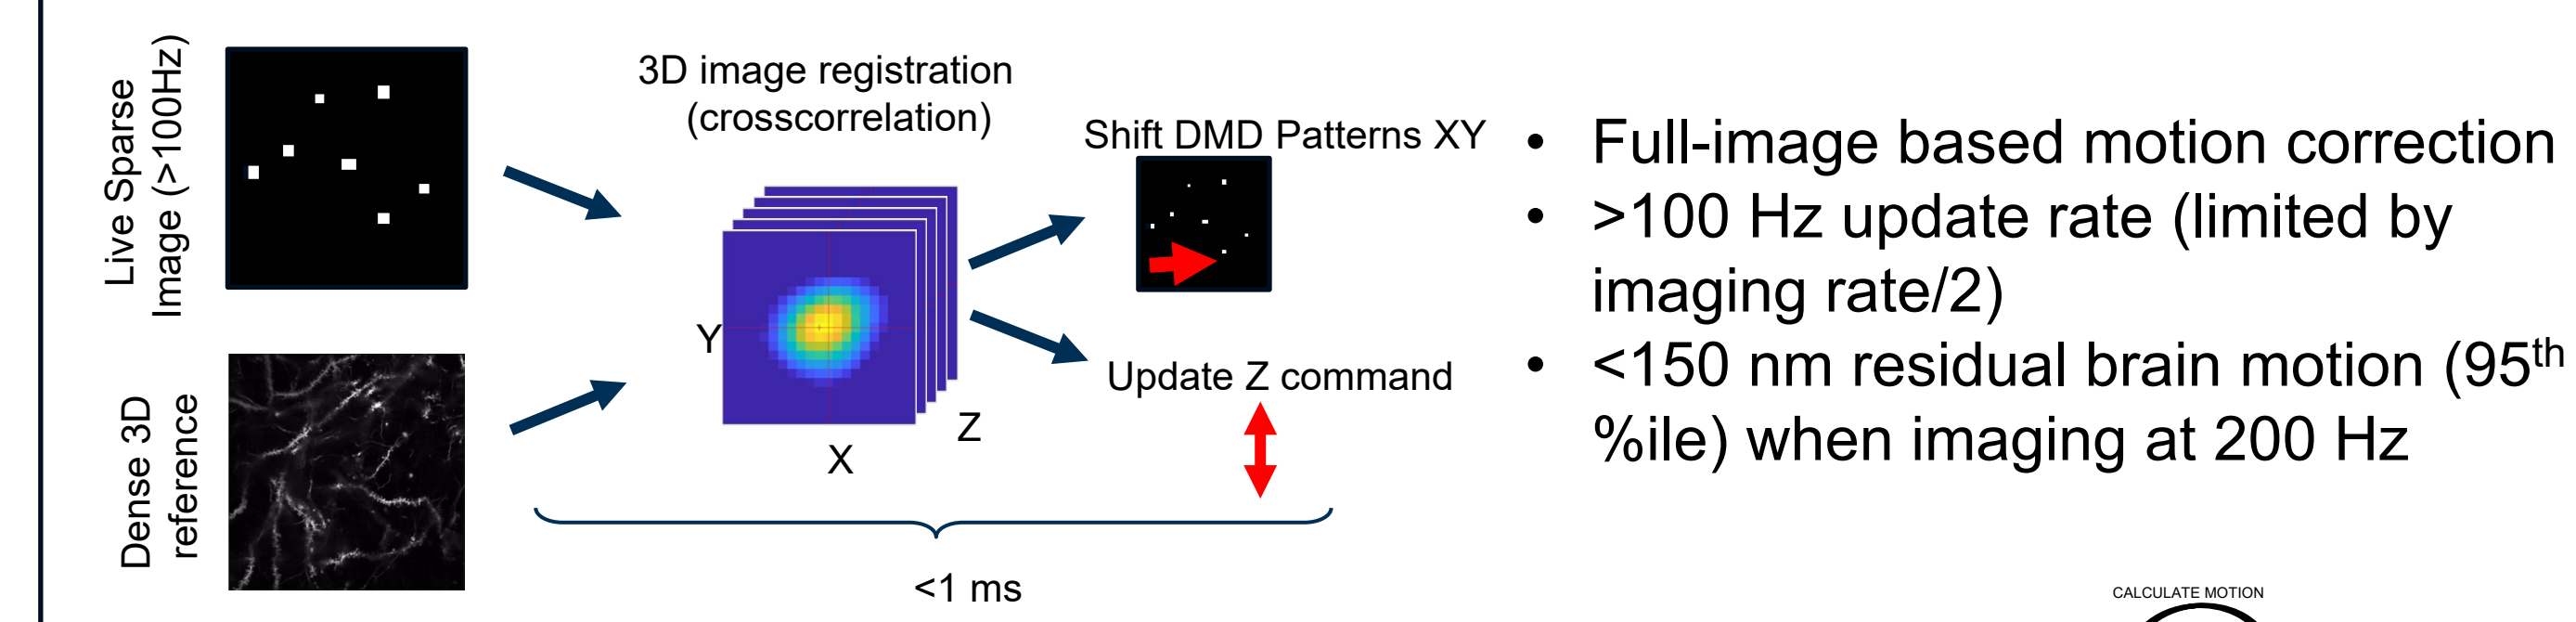 Live Sparse
Image (>100Hz)
Dense 3D
reference
3D image registration
(crosscorrelation)
Y
X
Z
Shift DMD Patterns XY
Update Z command
<1 ms
• Full-image based motion correction
• >100 Hz update rate (limited by
imaging rate/2)
• <150 nm residual brain motion (95th
%ile) when imaging at 200 Hz
CALCULATE MOTION